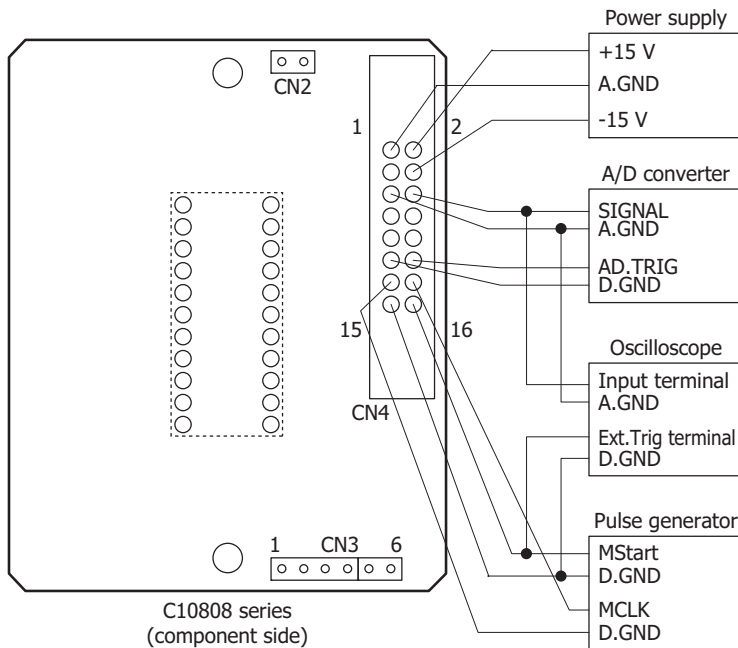 Power supply
+15 V
A.GND
-15 V
CN2
1
2
A/D converter
SIGNAL
A.GND
AD.TRIG
D.GND
15
16
CN4
Oscilloscope
Input terminal
A.GND
Ext.Trig terminal
D.GND
Pulse generator
MStart
D.GND
MCLK
D.GND
1 CN3 6
C10808 series
(component side)